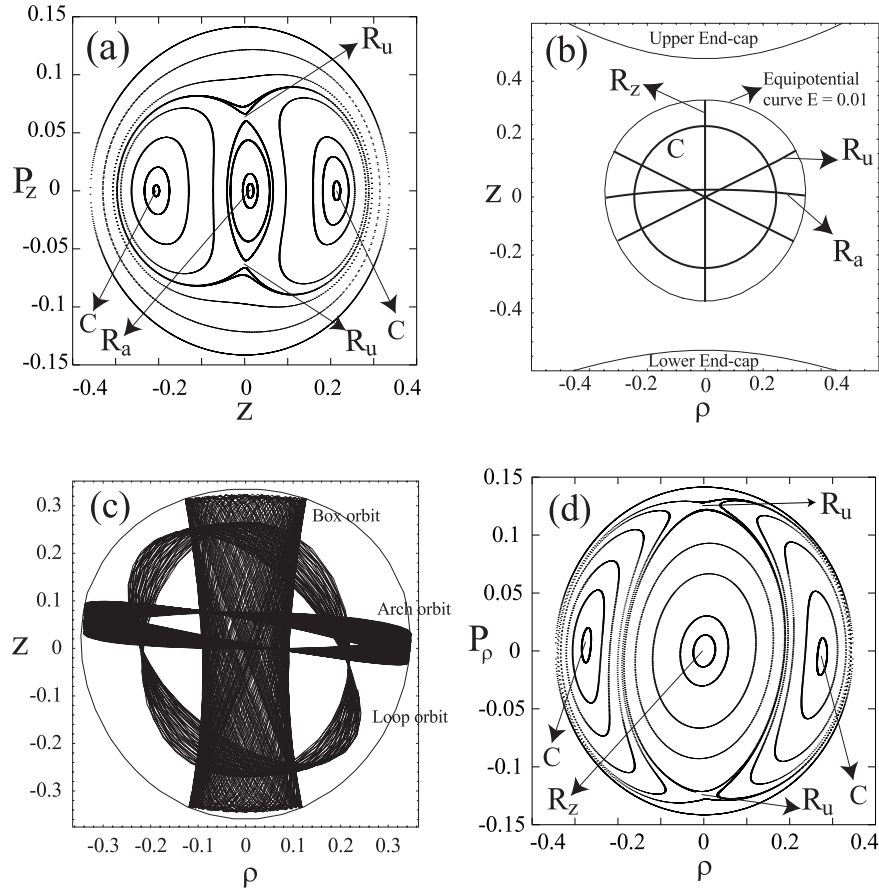 (a)
R_u
0.15
0.1
0.05
P_z
0
-0.05
-0.1
-0.15
C
R_a
R_u
C
-0.4
-0.2
0
0.2
0.4
z
(b)
Upper End-cap
R_z
Equipotential
curve E = 0.01
C
R_u
R_a
0.4
0.2
z
0
-0.2
-0.4
Lower End-cap
-0.4
-0.2
0
0.2
0.4
ρ
(c)
Box orbit
Arch orbit
Loop orbit
0.3
0.2
0.1
z
0
-0.1
-0.2
-0.3
-0.3
-0.2
-0.1
0
0.1
0.2
0.3
ρ
(d)
R_u
0.15
0.1
0.05
P_ρ
0
-0.05
-0.1
-0.15
C
R_z
R_u
C
-0.4
-0.2
0
0.2
0.4
ρ